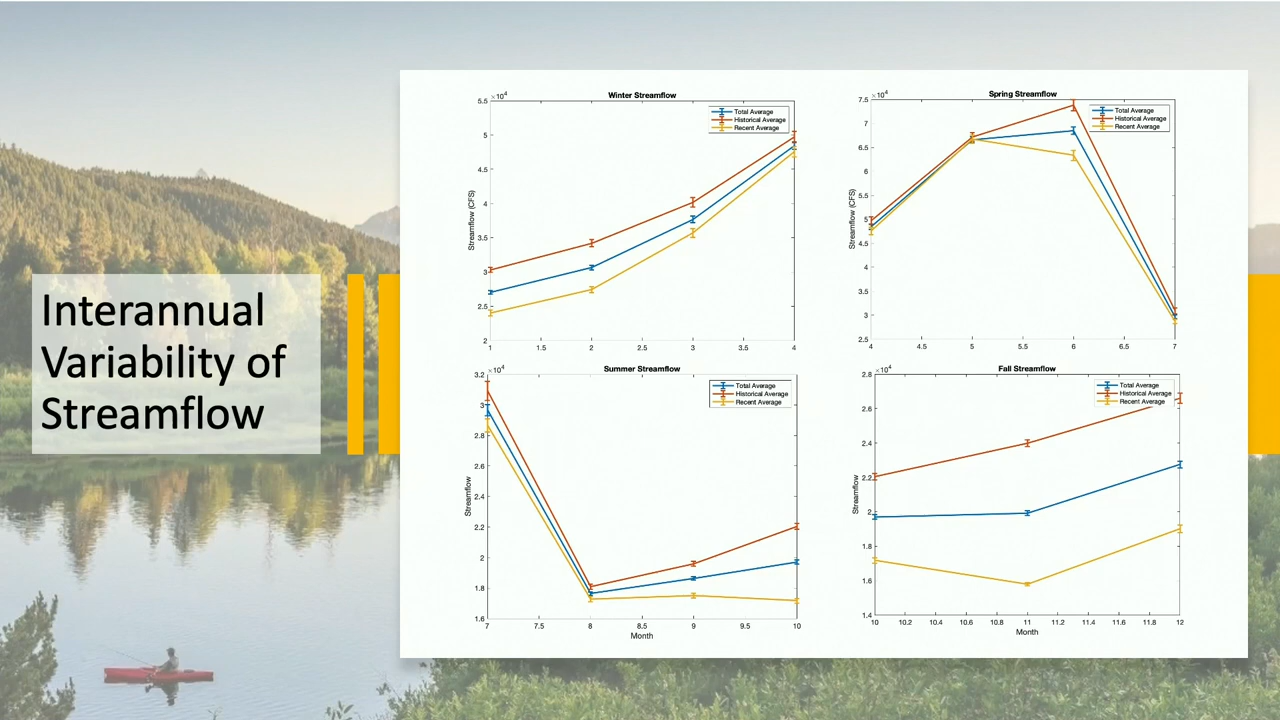 Interannual
Variability of
Streamflow
Winter Streamflow
×10⁴
5.5
5
4.5
4
3.5
3
2.5
2
Streamflow (CFS)
1 1.5 2 2.5 3 3.5 4
Total Average
Historical Average
Recent Average
Spring Streamflow
×10⁴
7.5
7
6.5
6
5.5
5
4.5
4
3.5
3
2.5
Streamflow (CFS)
4 4.5 5 5.5 6 6.5 7
Total Average
Historical Average
Recent Average
Summer Streamflow
×10⁴
3.2
3
2.8
2.6
2.4
2.2
2
1.8
1.6
Streamflow
7 7.5 8 8.5 9 9.5 10
Month
Total Average
Historical Average
Recent Average
Fall Streamflow
×10⁴
2.8
2.6
2.4
2.2
2
1.8
1.6
1.4
Streamflow
10 10.2 10.4 10.6 10.8 11 11.2 11.4 11.6 11.8 12
Month
Total Average
Historical Average
Recent Average